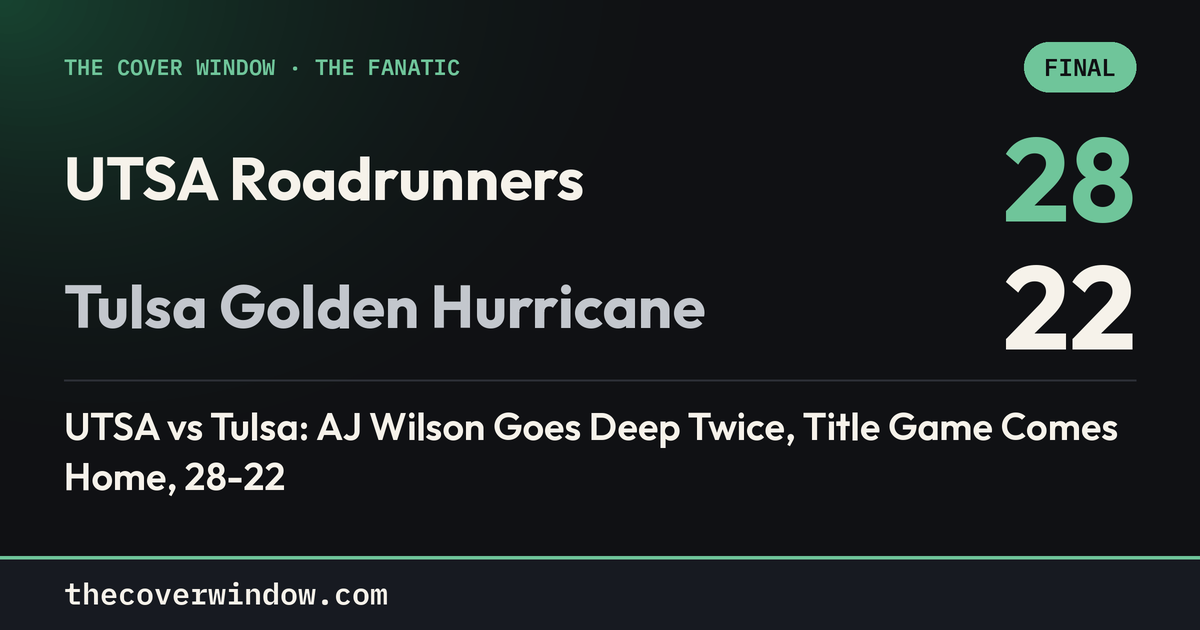 THE COVER WINDOW · THE FANATIC
FINAL
UTSA Roadrunners
28
Tulsa Golden Hurricane
22
UTSA vs Tulsa: AJ Wilson Goes Deep Twice, Title Game Comes
Home, 28-22
thecoverwindow.com